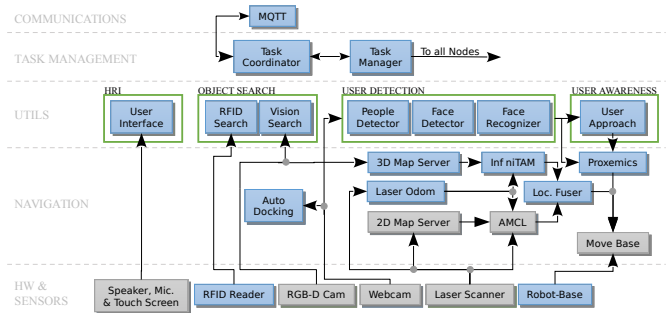 COMMUNICATIONS
MQTT
TASK MANAGEMENT
Task
Coordinator
Task
Manager
To all Nodes
HRI
OBJECT SEARCH
USER DETECTION
USER AWARENESS
UTILS
User
Interface
RFID
Search
Vision
Search
People
Detector
Face
Detector
Face
Recognizer
User
Approach
NAVIGATION
3D Map Server
Inf niTAM
Proxemics
Laser Odom
Loc. Fuser
Auto
Docking
2D Map Server
AMCL
Move Base
HW &
SENSORS
Speaker, Mic.
& Touch Screen
RFID Reader
RGB-D Cam
Webcam
Laser Scanner
Robot-Base